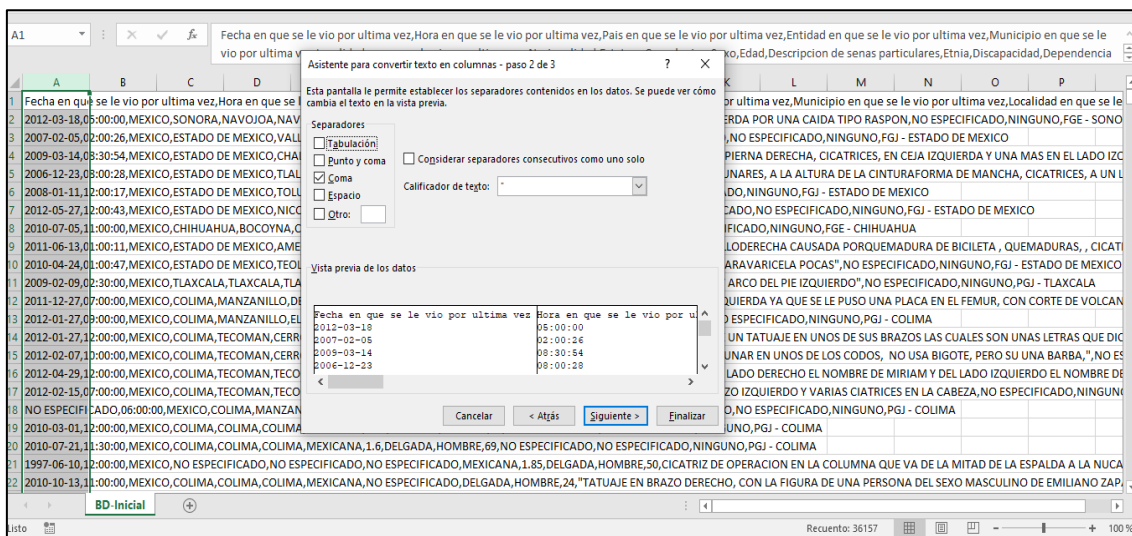 A1
fx
Fecha en que se le vio por ultima vez,Hora en que se le vio por ultima vez,Pais en que se le vio por ultima vez,Entidad en que se le vio por ultima vez,Municipio en que se le
vio por ultima
xo,Edad,Descripcion de senas particulares,Etnia,Discapacidad,Dependencia
Asistente para convertir texto en columnas - paso 2 de 3 ? ×
Esta pantalla le permite establecer los separadores contenidos en los datos. Se puede ver cómo
cambia el texto en la vista previa.
Separadores
Tabulación
Punto y coma
Coma
Espacio
Otro:
Considerar separadores consecutivos como uno solo
Calificador de texto: "
Vista previa de los datos
Fecha en que se le vio por ultima vez Hora en que se le vio por u
2012-03-18 05:00:00
2007-02-05 02:00:26
2009-03-14 08:30:54
2006-12-23 08:00:28
Cancelar < Atrás Siguiente > Finalizar
A B C D K L M N O P
1 Fecha en que se le vio por ultima vez,Hora en que se l or ultima vez,Municipio en que se le vio por ultima vez,Localidad en que se le
2 2012-03-18,05:00:00,MEXICO,SONORA,NAVOJOA,NAV ERDA POR UNA CAIDA TIPO RASPON,NO ESPECIFICADO,NINGUNO,FGE - SONO
3 2007-02-05,02:00:26,MEXICO,ESTADO DE MEXICO,VALL ,NO ESPECIFICADO,NINGUNO,FGJ - ESTADO DE MEXICO
4 2009-03-14,08:30:54,MEXICO,ESTADO DE MEXICO,CHAL PIERNA DERECHA, CICATRICES, EN CEJA IZQUIERDA Y UNA MAS EN EL LADO IZQ
5 2006-12-23,08:00:28,MEXICO,ESTADO DE MEXICO,TLAL UNARES, A LA ALTURA DE LA CINTURAFORMA DE MANCHA, CICATRICES, A UN L
6 2008-01-11,12:00:17,MEXICO,ESTADO DE MEXICO,TOLU DO,NINGUNO,FGJ - ESTADO DE MEXICO
7 2012-05-27,12:00:43,MEXICO,ESTADO DE MEXICO,NICO CADO,NO ESPECIFICADO,NINGUNO,FGJ - ESTADO DE MEXICO
8 2010-07-05,11:00:00,MEXICO,CHIHUAHUA,BOCOYNA,C IFICADO,NINGUNO,FGE - CHIHUAHUA
9 2011-06-13,01:00:11,MEXICO,ESTADO DE MEXICO,AME LODERECHA CAUSADA PORQUEMADURA DE BICILETA , QUEMADURAS, , CICATI
10 2010-04-24,01:00:47,MEXICO,ESTADO DE MEXICO,TEOL ARAVARICELA POCAS",NO ESPECIFICADO,NINGUNO,FGJ - ESTADO DE MEXICO
11 2009-02-09,02:30:00,MEXICO,TLAXCALA,TLAXCALA,TLA ARCO DEL PIE IZQUIERDO",NO ESPECIFICADO,NINGUNO,PGJ - TLAXCALA
12 2011-12-27,07:00:00,MEXICO,COLIMA,MANZANILLO,DE QUIERDA YA QUE SE LE PUSO UNA PLACA EN EL FEMUR, CON CORTE DE VOLCAN
13 2012-01-27,09:00:00,MEXICO,COLIMA,MANZANILLO,EL O ESPECIFICADO,NINGUNO,PGJ - COLIMA
14 2012-01-27,12:00:00,MEXICO,COLIMA,TECOMAN,CERR UN TATUAJE EN UNOS DE SUS BRAZOS LAS CUALES SON UNAS LETRAS QUE DIC
15 2012-02-07,10:00:00,MEXICO,COLIMA,TECOMAN,CERR UNAR EN UNOS DE LOS CODOS, NO USA BIGOTE, PERO SU UNA BARBA,",NO ES
16 2012-04-29,12:00:00,MEXICO,COLIMA,TECOMAN,TECO LADO DERECHO EL NOMBRE DE MIRIAM Y DEL LADO IZQUIERDO EL NOMBRE DE
17 2012-02-15,07:00:00,MEXICO,COLIMA,TECOMAN,TECO ZO IZQUIERDO Y VARIAS CIATRICES EN LA CABEZA,NO ESPECIFICADO,NINGUN
18 NO ESPECIFICADO,06:00:00,MEXICO,COLIMA,MANZAN O,NO ESPECIFICADO,NINGUNO,PGJ - COLIMA
19 2010-03-01,12:00:00,MEXICO,COLIMA,COLIMA,COLIMA UNO,PGJ - COLIMA
20 2010-07-21,11:30:00,MEXICO,COLIMA,COLIMA,COLIMA,MEXICANA,1.6,DELGADA,HOMBRE,69,NO ESPECIFICADO,NO ESPECIFICADO,NINGUNO,PGJ - COLIMA
21 1997-06-10,12:00:00,MEXICO,NO ESPECIFICADO,NO ESPECIFICADO,NO ESPECIFICADO,MEXICANA,1.85,DELGADA,HOMBRE,50,CICATRIZ DE OPERACION EN LA COLUMNA QUE VA DE LA MITAD DE LA ESPALDA A LA NUCA
22 2010-10-13,11:00:00,MEXICO,COLIMA,COLIMA,COLIMA,MEXICANA,NO ESPECIFICADO,DELGADA,HOMBRE,24,"TATUAJE EN BRAZO DERECHO, CON LA FIGURA DE UNA PERSONA DEL SEXO MASCULINO DE EMILIANO ZAP
BD-Inicial
Listo Recuento: 36157 100 %